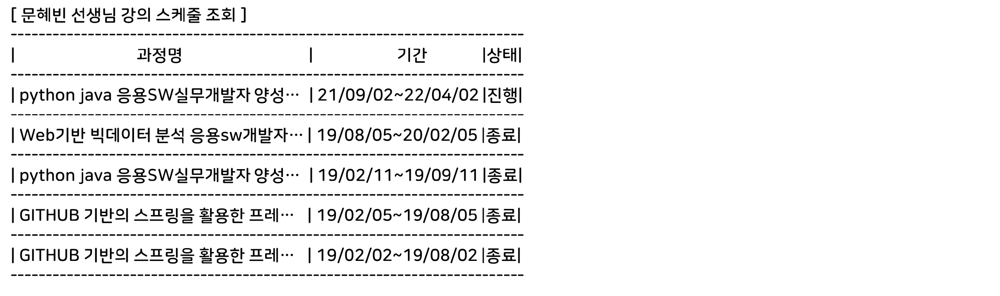 [ 문혜빈 선생님 강의 스케줄 조회 ]
-------------------------------------------------------------------------
| 과정명 | 기간 |상태|
-------------------------------------------------------------------------
| python java 응용SW실무개발자 양성… | 21/09/02~22/04/02 |진행|
-------------------------------------------------------------------------
| Web기반 빅데이터 분석 응용sw개발자… | 19/08/05~ 20/02/05 |종료|
-------------------------------------------------------------------------
| python java 응용SW실무개발자 양성… | 19/02/11~19/09/11 |종료|
-------------------------------------------------------------------------
| GITHUB 기반의 스프링을 활용한 프레… | 19/02/05~19/08/05 |종료|
-------------------------------------------------------------------------
| GITHUB 기반의 스프링을 활용한 프레… | 19/02/02~19/08/02 |종료|
-------------------------------------------------------------------------